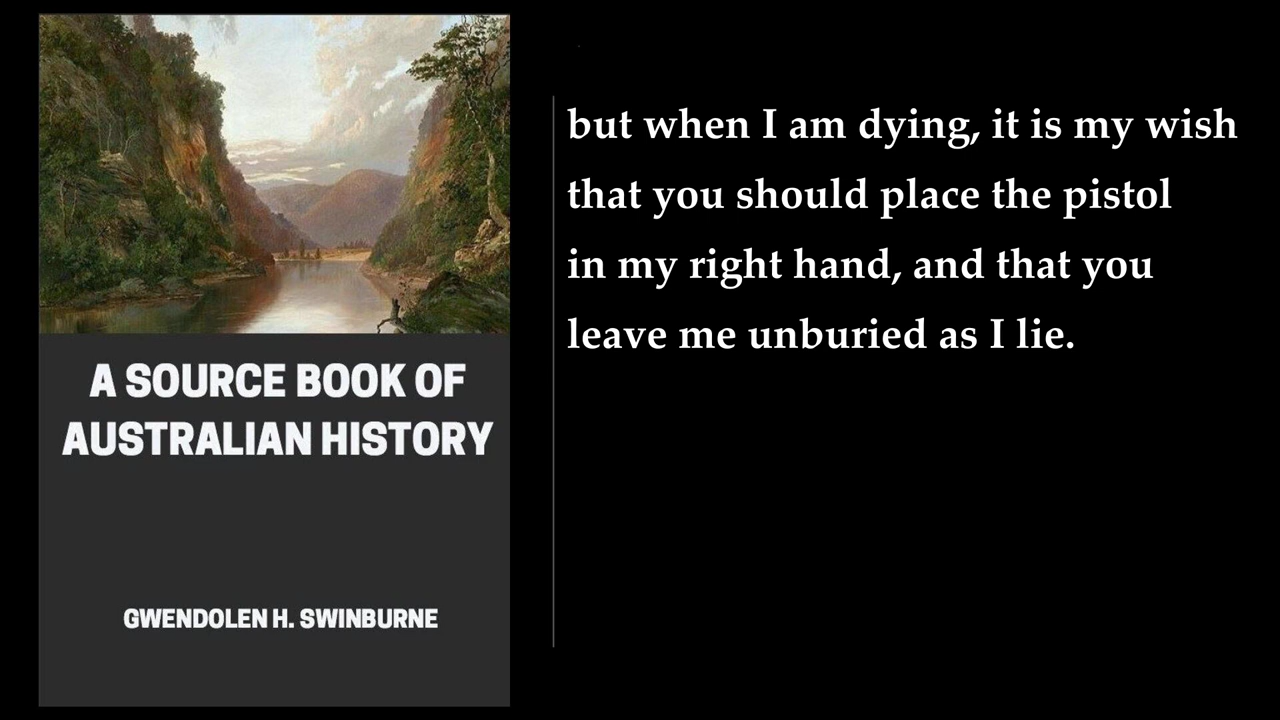 A SOURCE BOOK OF
AUSTRALIAN HISTORY
GWENDOLEN H. SWINBURNE
but when I am dying, it is my wish
that you should place the pistol
in my right hand, and that you
leave me unburied as I lie.